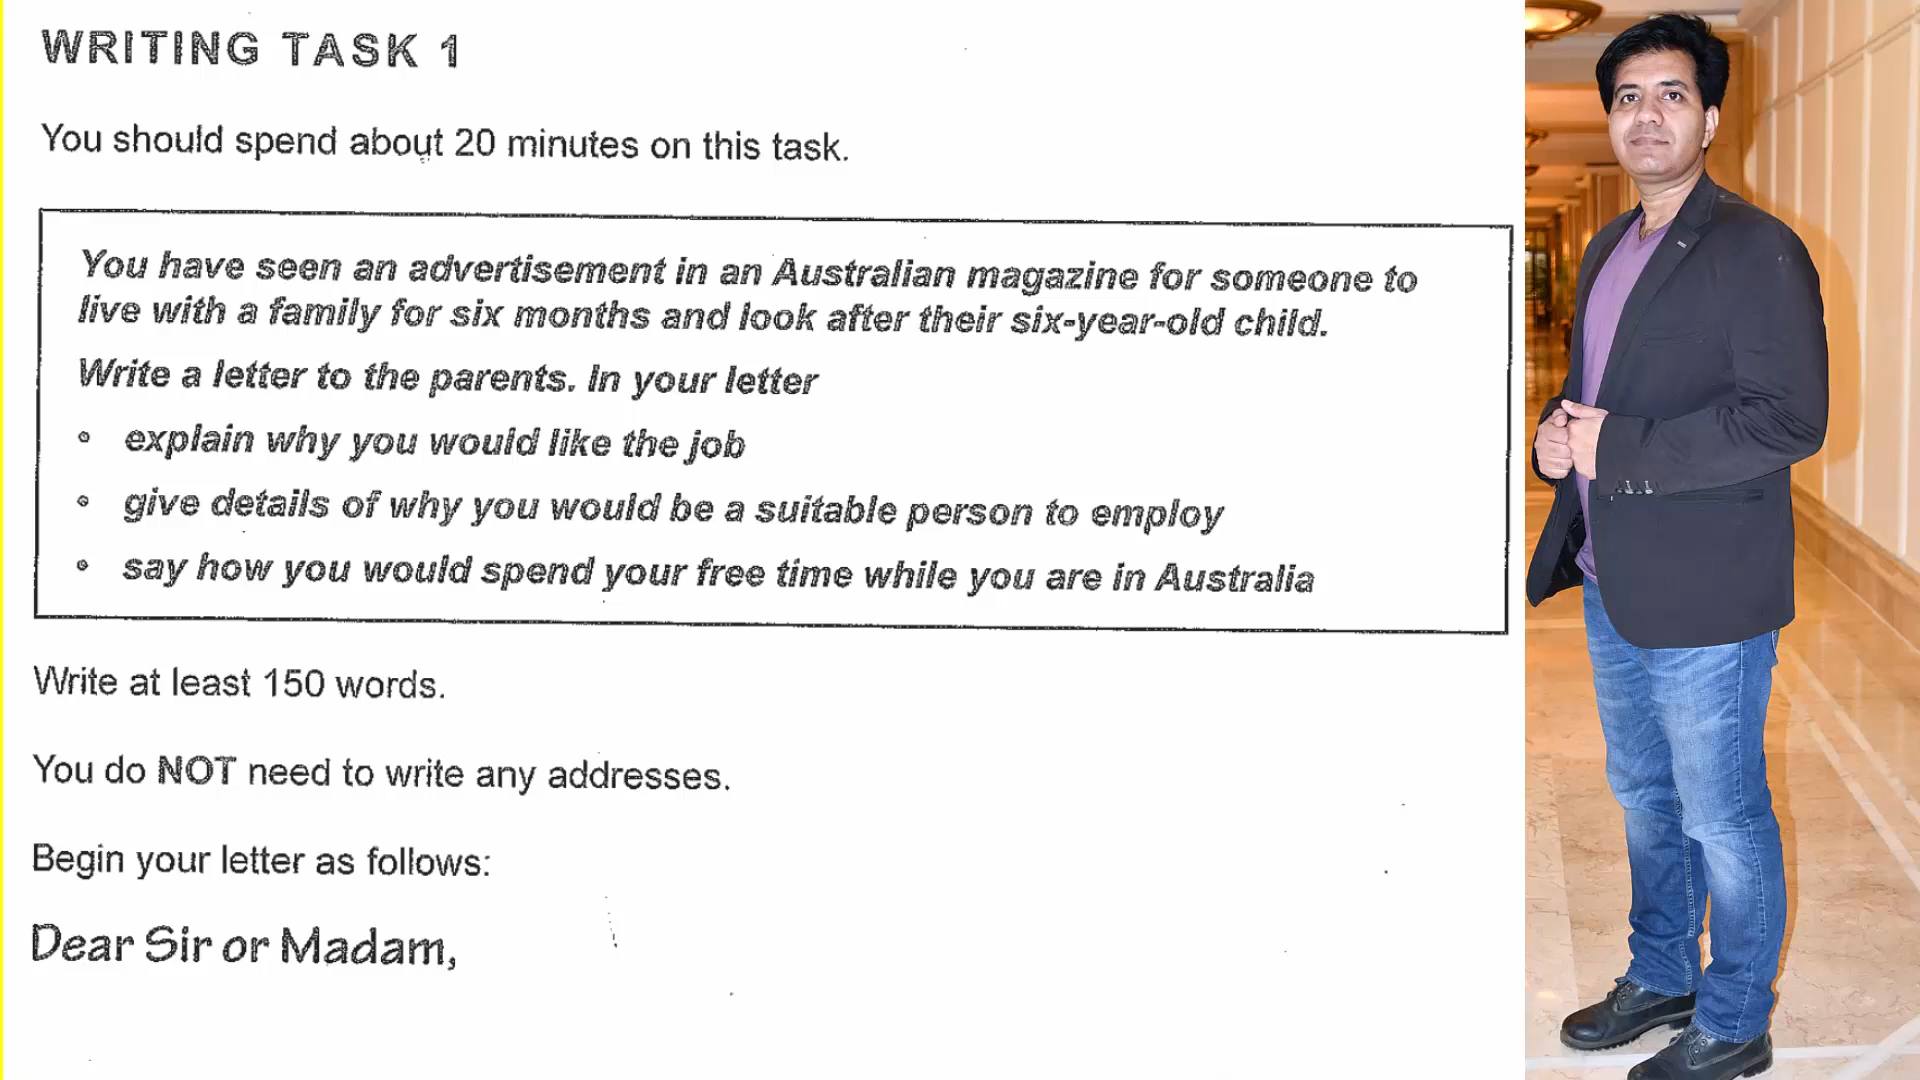 WRITING TASK 1
You should spend about 20 minutes on this task.
You have seen an advertisement in an Australian magazine for someone to
live with a family for six months and look after their six-year-old child.
Write a letter to the parents. In your letter
• explain why you would like the job
• give details of why you would be a suitable person to employ
• say how you would spend your free time while you are in Australia
Write at least 150 words.
You do NOT need to write any addresses.
Begin your letter as follows:
Dear Sir or Madam,